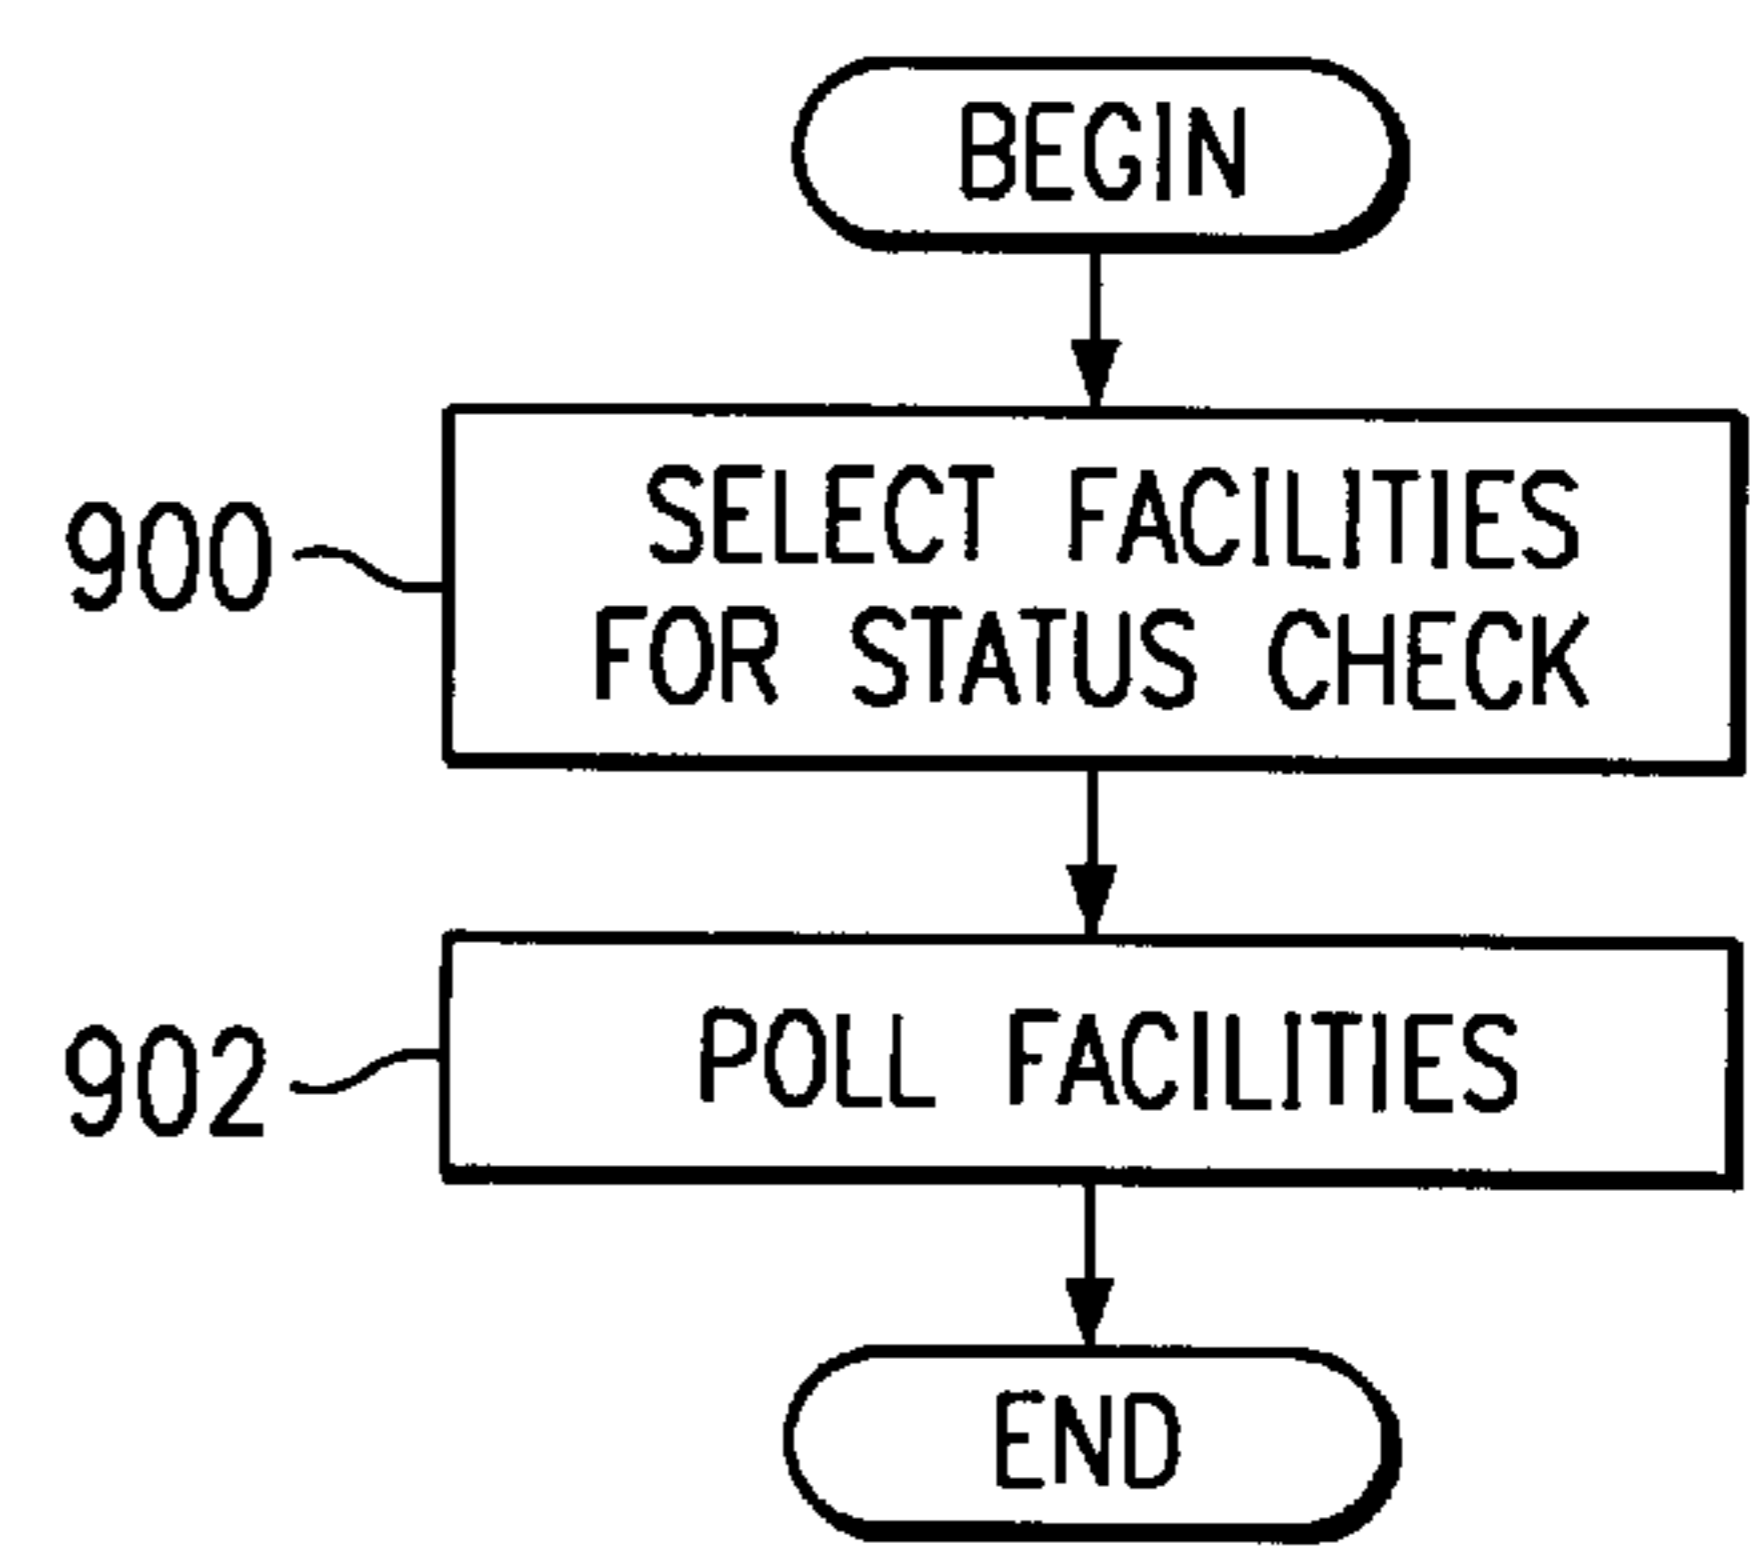 BEGIN
SELECT FACILITIES
FOR STATUS CHECK
900
POLL FACILITIES
902
END